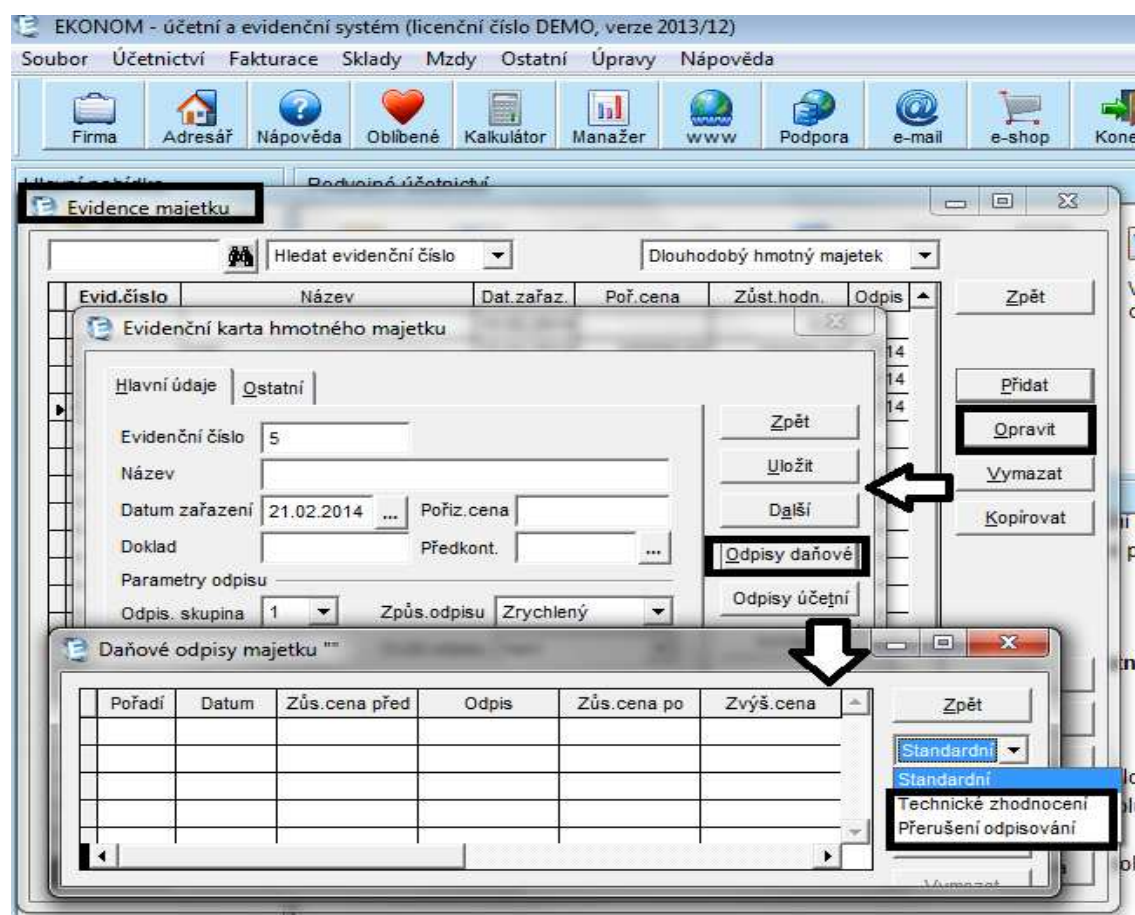 EKONOM - účetní a evidenční systém (licenční číslo DEMO, verze 2013/12)
Soubor Účetnictví Fakturace Sklady Mzdy Ostatní Úpravy Nápověda
Firma Adresář Nápověda Oblíbené Kalkulátor Manažer www Podpora e-mail e-shop
Evidence majetku
Hledat evidenční číslo Dlouhodobý hmotný majetek
Evid.číslo Název Dat.zařaz. Poř.cena Zůst.hodn. Odpis Zpět
Evidenční karta hmotného majetku
14
14
14
Přidat
Opravit
Vymazat
Kopírovat
Hlavní údaje Ostatní
Evidenční číslo 5
Název
Datum zařazení 21.02.2014 ... Poříz.cena
Doklad Předkont. ...
Parametry odpisu
Odpis. skupina 1 Způs.odpisu Zrychlený
Zpět
Uložit
Další
Odpisy daňové
Odpisy účetní
Daňové odpisy majetku ""
Pořadí Datum Zůs.cena před Odpis Zůs.cena po Zvýš.cena
Zpět
Standardní
Standardní
Technické zhodnocení
Přerušení odpisování